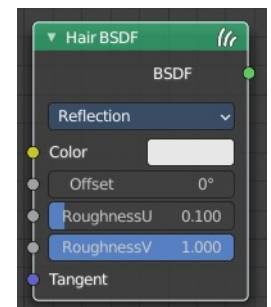 Hair BSDF
BSDF
Reflection
Color
Offset 0°
RoughnessU 0.100
RoughnessV 1.000
Tangent